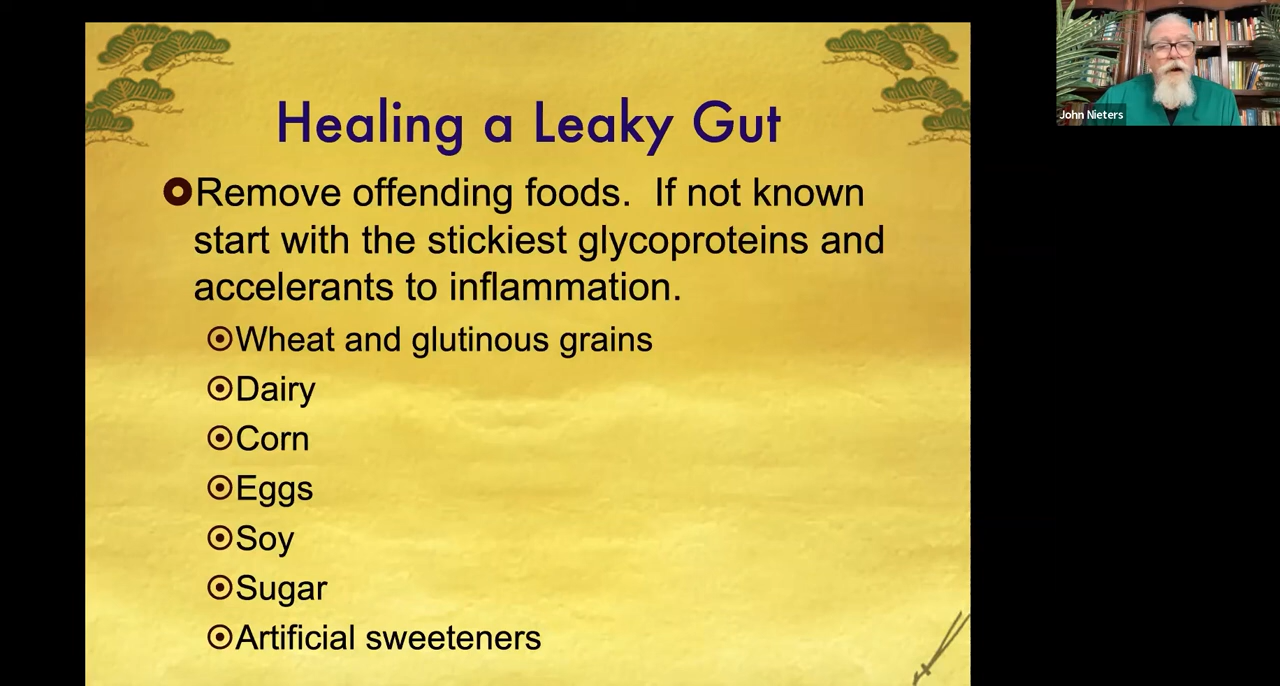 Healing a Leaky Gut
Remove offending foods.  If not known
start with the stickiest glycoproteins and
accelerants to inflammation.
Wheat and glutinous grains
Dairy
Corn
Eggs
Soy
Sugar
Artificial sweeteners
John Nieters